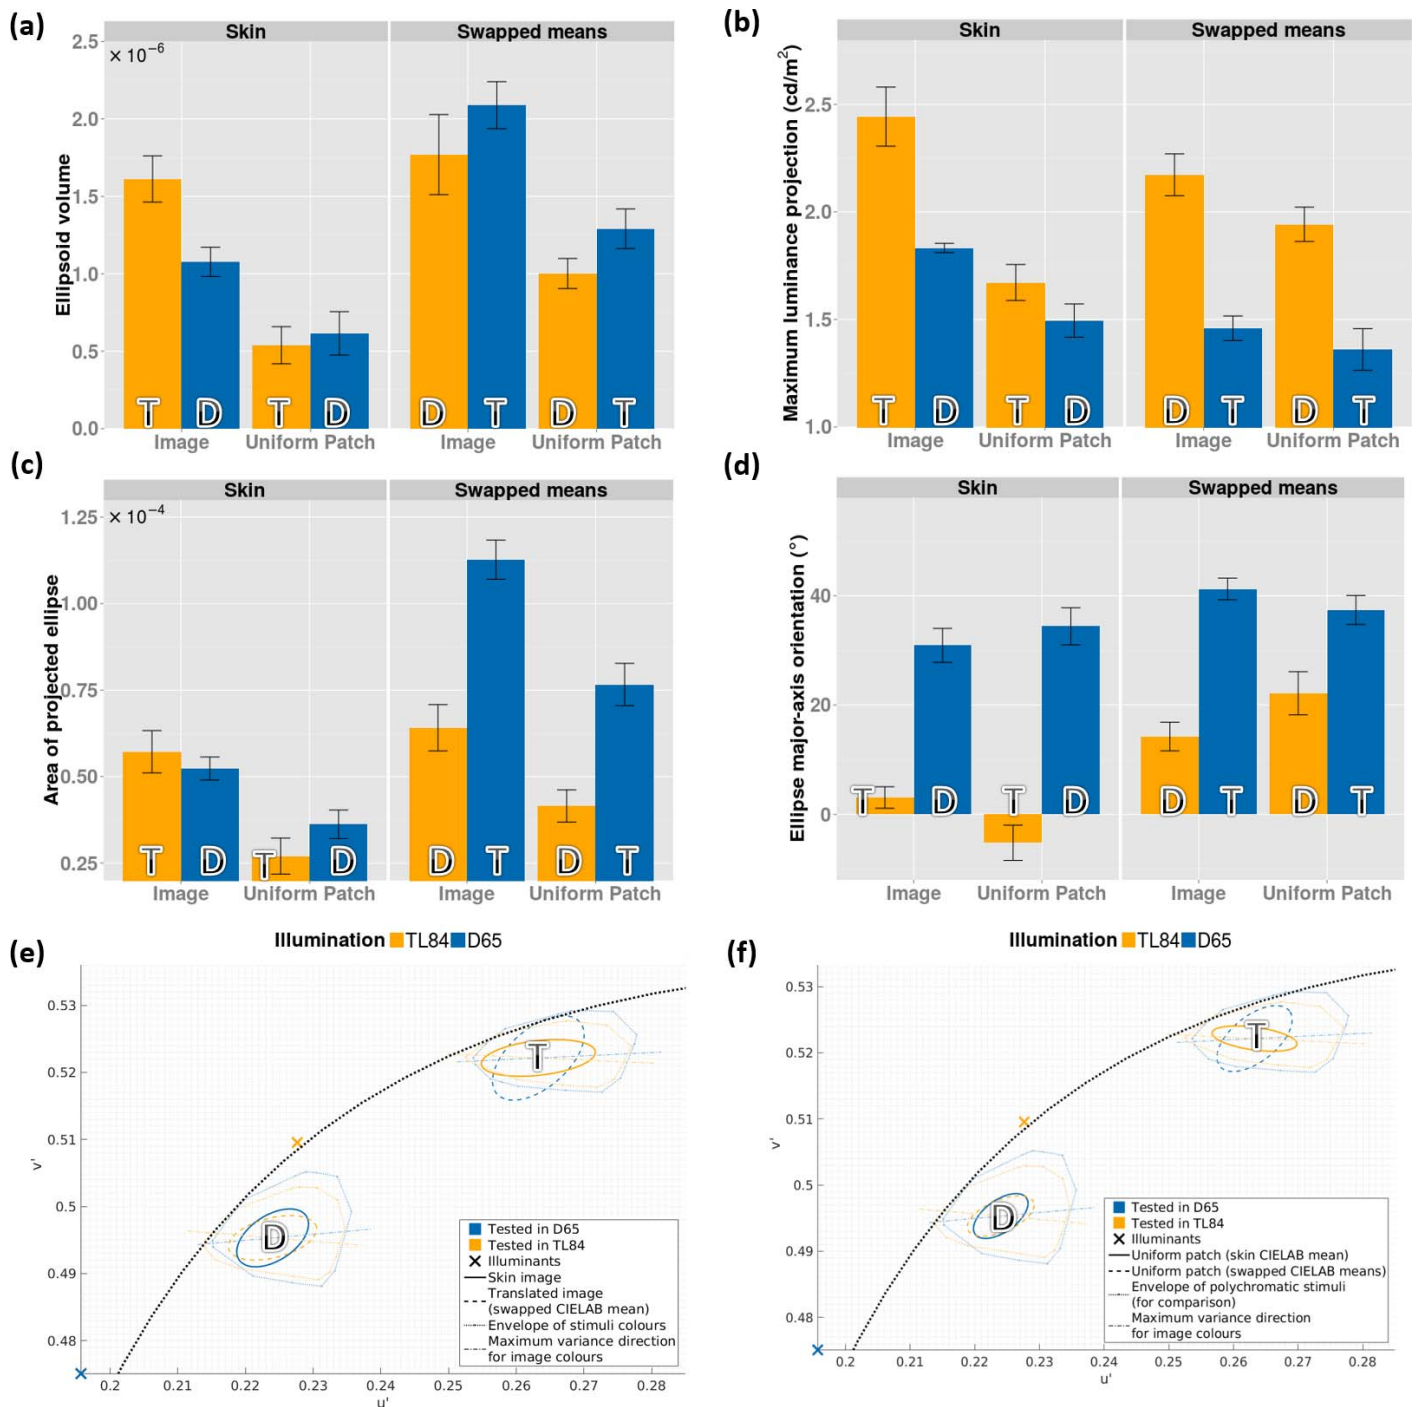 (a)
Skin
Swapped means
2.5
× 10⁻⁶
2.0
1.5
1.0
0.5
0.0
Ellipsoid volume
T D T D D T D T
Image
Uniform Patch
Image
Uniform Patch
(b)
Skin
Swapped means
2.5
2.0
1.5
1.0
Maximum luminance projection (cd/m²)
T D T D D T D T
Image
Uniform Patch
Image
Uniform Patch
(c)
Skin
Swapped means
1.25
× 10⁻⁴
1.00
0.75
0.50
0.25
Area of projected ellipse
T D T D D T D T
Image
Uniform Patch
Image
Uniform Patch
Illumination TL84 D65
(d)
Skin
Swapped means
40
20
0
Ellipse major-axis orientation (°)
T D T D D T D T
Image
Uniform Patch
Image
Uniform Patch
Illumination TL84 D65
(e)
0.53
0.52
0.51
0.5
0.49
0.48
v'
T
D
Tested in D65
Tested in TL84
Illuminants
Skin image
Translated image
(swapped CIELAB mean)
Envelope of stimuli colours
Maximum variance direction
for image colours
0.2 0.21 0.22 0.23 0.24 0.25 0.26 0.27 0.28
u'
(f)
0.53
0.52
0.51
0.5
0.49
0.48
v'
T
D
Tested in D65
Tested in TL84
Illuminants
Uniform patch (skin CIELAB mean)
Uniform patch (swapped CIELAB means)
Envelope of polychromatic stimuli
(for comparison)
Maximum variance direction
for image colours
0.2 0.21 0.22 0.23 0.24 0.25 0.26 0.27 0.28
u'